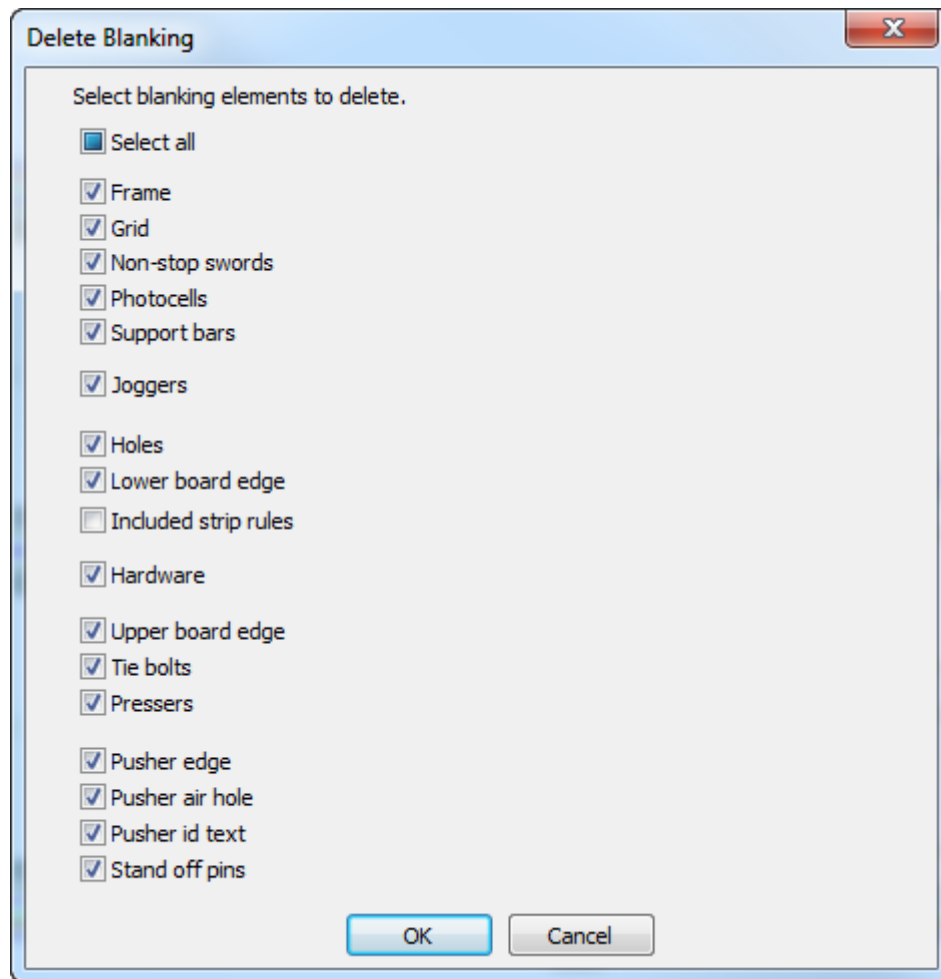 Delete Blanking
Select blanking elements to delete.
Select all
Frame
Grid
Non-stop swords
Photocells
Support bars
Joggers
Holes
Lower board edge
Included strip rules
Hardware
Upper board edge
Tie bolts
Pressers
Pusher edge
Pusher air hole
Pusher id text
Stand off pins
OK Cancel